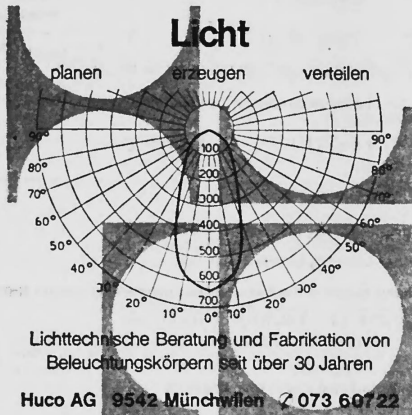 Licht
planen erzeugen verteilen
90° 90°
80° 100 80°
70° 200 70°
60° 300 60°
400
50° 500 50°
40° 600 40°
30° 20° 10° 700 0° 10° 20° 30°
Lichttechnische Beratung und Fabrikation von
Beleuchtungskörpern seit über 30 Jahren
Huco AG 9542 Münchwilen ✆ 073 60722